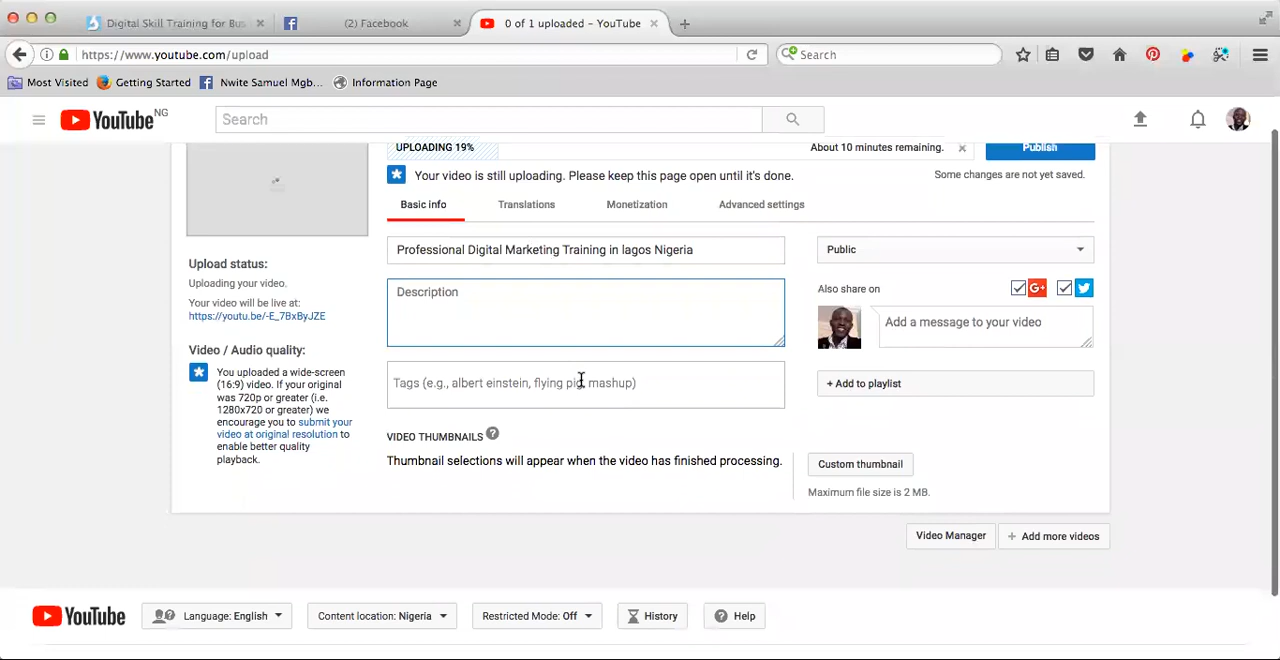 Digital Skill Training for Bus
(2) Facebook
0 of 1 uploaded - YouTube
https://www.youtube.com/upload
Search
Most Visited
Getting Started
Nwite Samuel Mgb...
Information Page
YouTube NG
Search
UPLOADING 19%
About 10 minutes remaining.
Publish
Your video is still uploading. Please keep this page open until it's done.
Some changes are not yet saved.
Basic info
Translations
Monetization
Advanced settings
Professional Digital Marketing Training in lagos Nigeria
Public
Upload status:
Uploading your video.
Your video will be live at:
https://youtu.be/-E_7BxByJZE
Description
Also share on
G+
Add a message to your video
Video / Audio quality:
You uploaded a wide-screen
(16:9) video. If your original
was 720p or greater (i.e.
1280x720 or greater) we
encourage you to submit your
video at original resolution to
enable better quality
playback.
Tags (e.g., albert einstein, flying pig, mashup)
+ Add to playlist
VIDEO THUMBNAILS ?
Thumbnail selections will appear when the video has finished processing.
Custom thumbnail
Maximum file size is 2 MB.
Video Manager
+ Add more videos
YouTube
Language: English
Content location: Nigeria
Restricted Mode: Off
History
Help